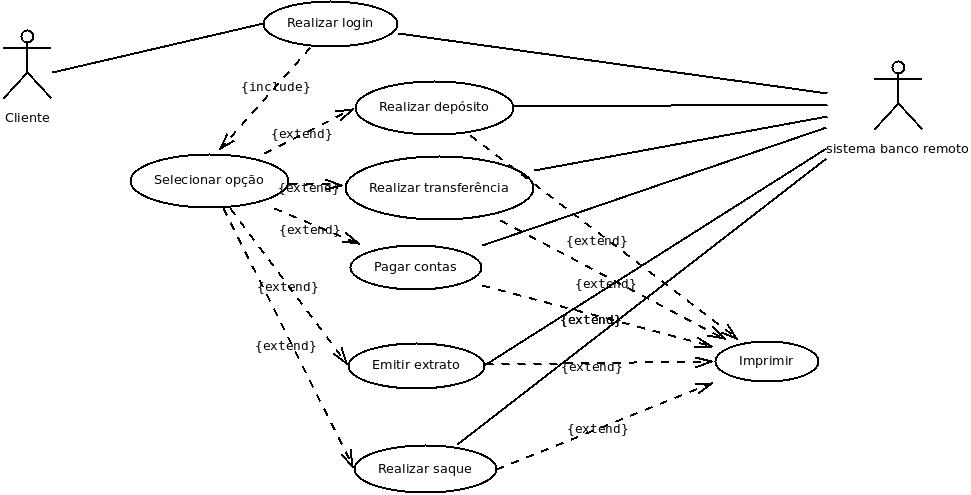 Realizar login
Cliente
{include}
Realizar depósito
{extend}
sistema banco remoto
Selecionar opção
{extend}
Realizar transferência
{extend}
{extend}
Pagar contas
{extend}
{extend}
{extend}
{extend}
Emitir extrato
{extend}
Imprimir
{extend}
Realizar saque